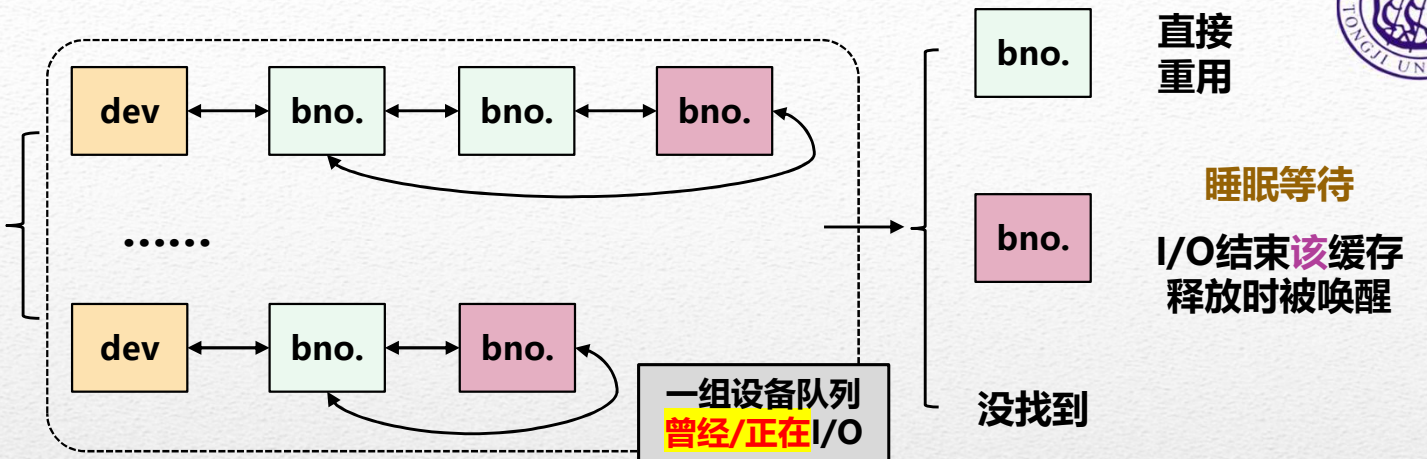 dev
bno.
bno.
bno.
......
dev
bno.
bno.
一组设备队列
曾经/正在I/O
bno.
直接
重用
bno.
睡眠等待
I/O结束该缓存
释放时被唤醒
没找到
TONGJI UN